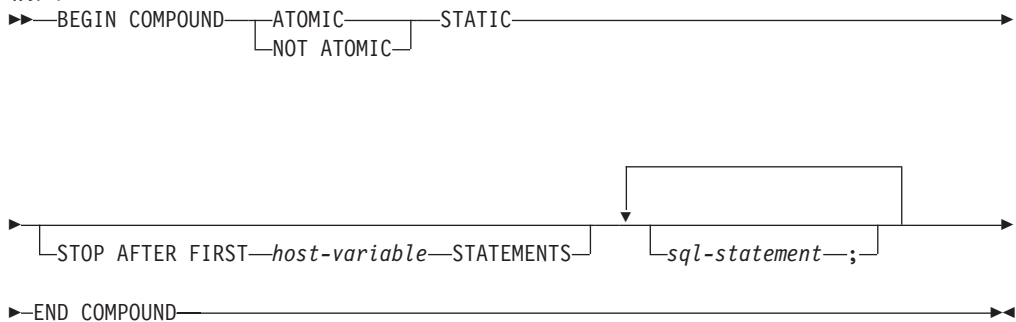 BEGIN COMPOUND ATOMIC STATIC
NOT ATOMIC
STOP AFTER FIRST host-variable STATEMENTS sql-statement ;
END COMPOUND